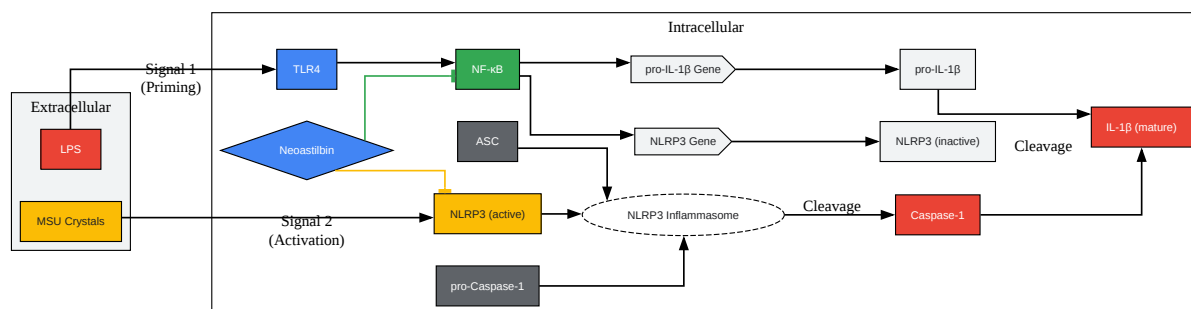 Intracellular
Signal 1
(Priming)
TLR4
NF-κB
pro-IL-1β Gene
pro-IL-1β
Extracellular
LPS
Neoastilbin
ASC
NLRP3 Gene
NLRP3 (inactive)
IL-1β (mature)
Cleavage
MSU Crystals
Signal 2
(Activation)
NLRP3 (active)
NLRP3 Inflammasome
Cleavage
Caspase-1
pro-Caspase-1